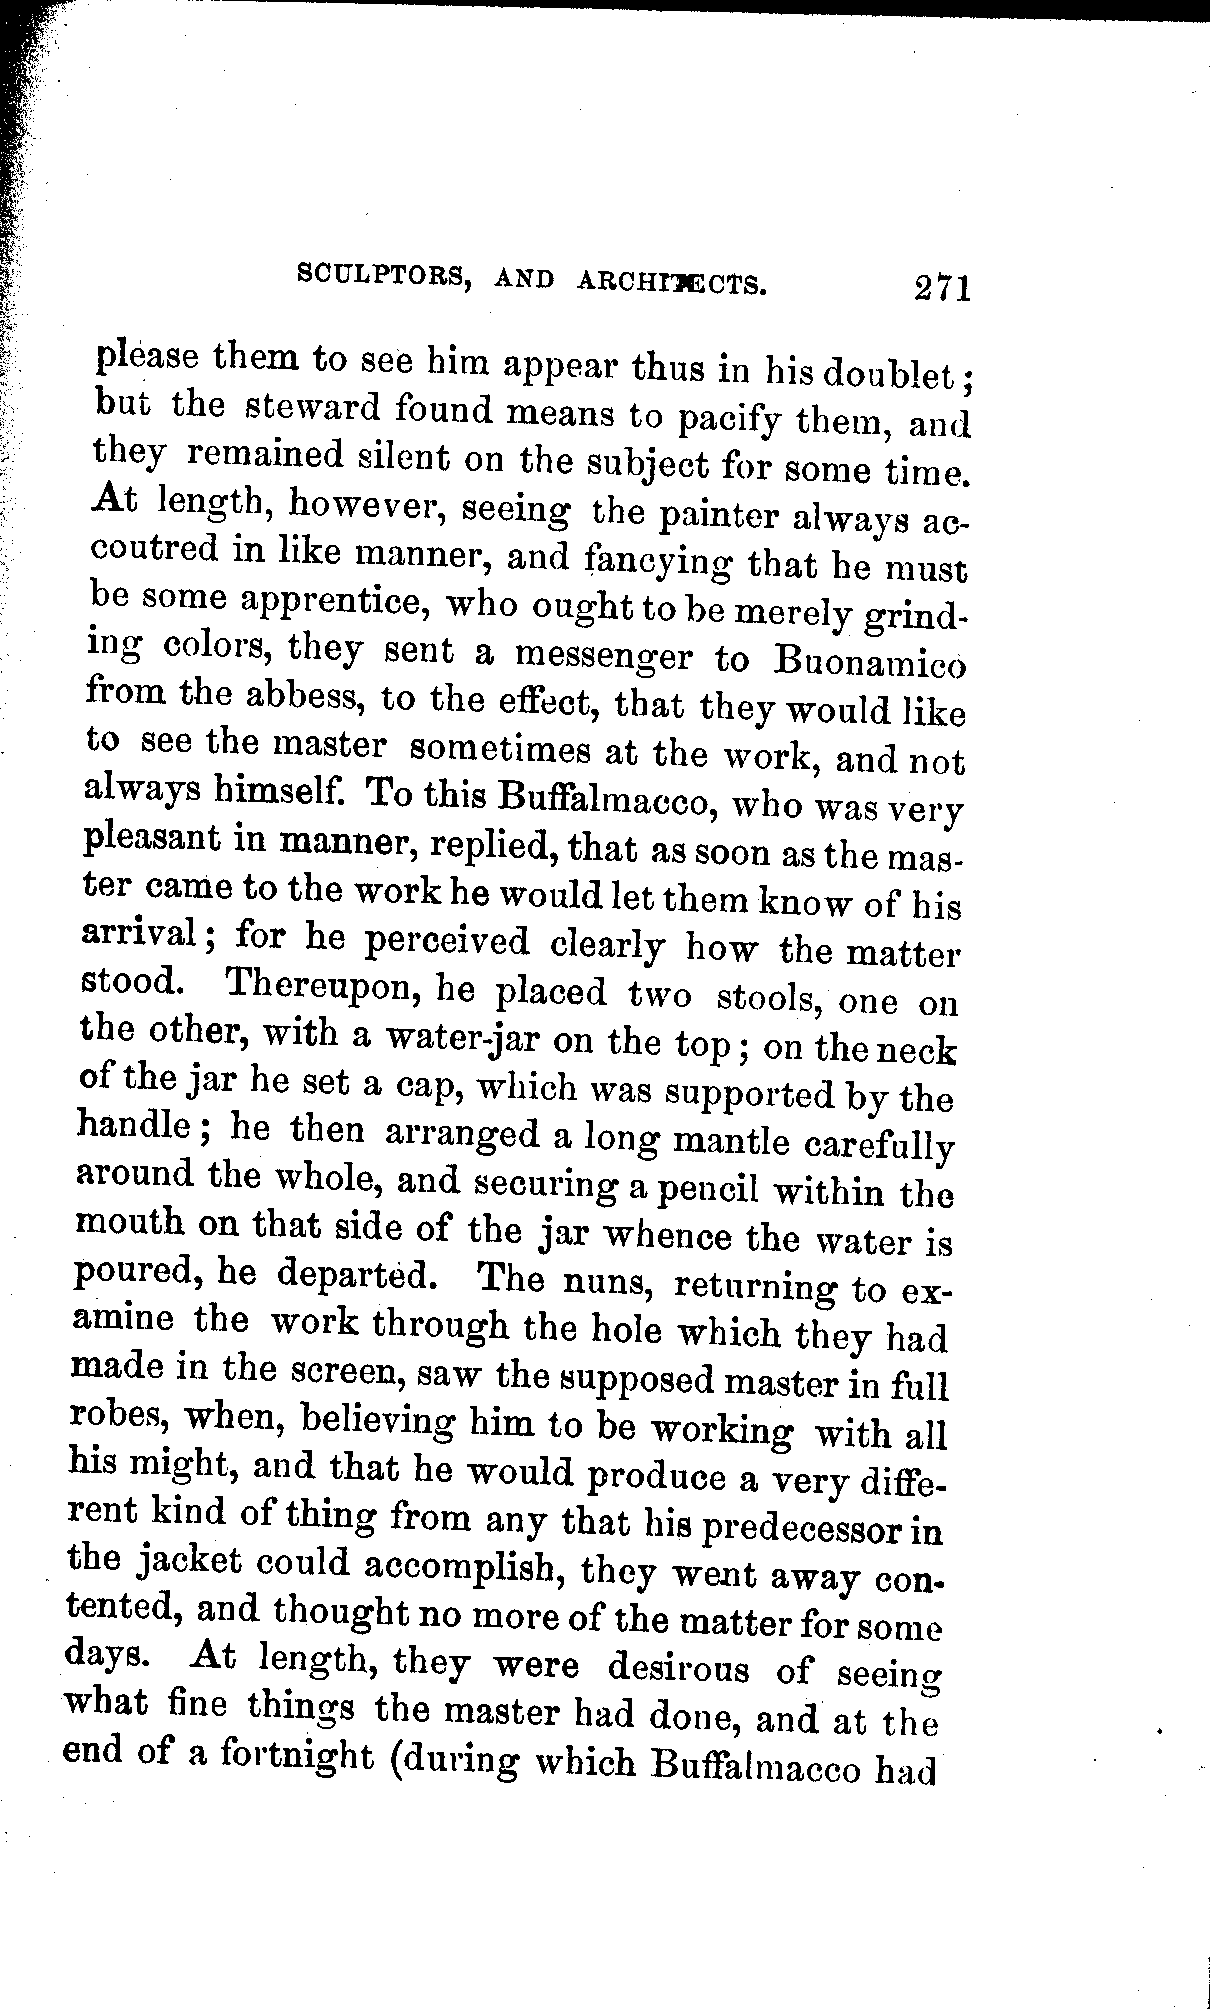 SCULPTORS, AND ARCHITECTS. 271
please them to see him appear thus in his doublet;
but the steward found means to pacify them, and
they remained silent on the subject for some time.
At length, however, seeing the painter always ac-
coutred in like manner, and fancying that he must
be some apprentice, who ought to be merely grind-
ing colors, they sent a messenger to Buonamico
from the abbess, to the effect, that they would like
to see the master sometimes at the work, and not
always himself. To this Buffalmacco, who was very
pleasant in manner, replied, that as soon as the mas-
ter came to the work he would let them know of his
arrival; for he perceived clearly how the matter
stood. Thereupon, he placed two stools, one on
the other, with a water-jar on the top; on the neck
of the jar he set a cap, which was supported by the
handle; he then arranged a long mantle carefully
around the whole, and securing a pencil within the
mouth on that side of the jar whence the water is
poured, he departed. The nuns, returning to ex-
amine the work through the hole which they had
made in the screen, saw the supposed master in full
robes, when, believing him to be working with all
his might, and that he would produce a very diffe-
rent kind of thing from any that his predecessor in
the jacket could accomplish, they went away con-
tented, and thought no more of the matter for some
days. At length, they were desirous of seeing
what fine things the master had done, and at the
end of a fortnight (during which Buffalmacco had